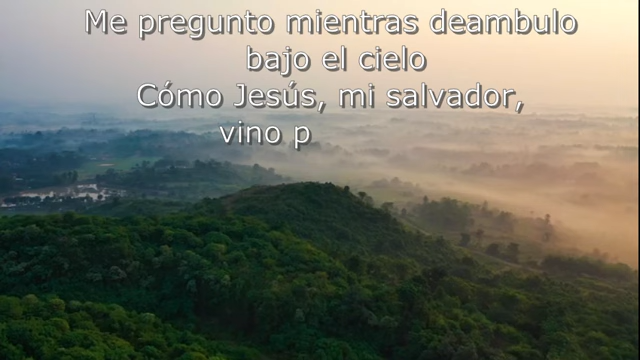 Me pregunto mientras deambulo
bajo el cielo
Cómo Jesús, mi salvador,
vino p